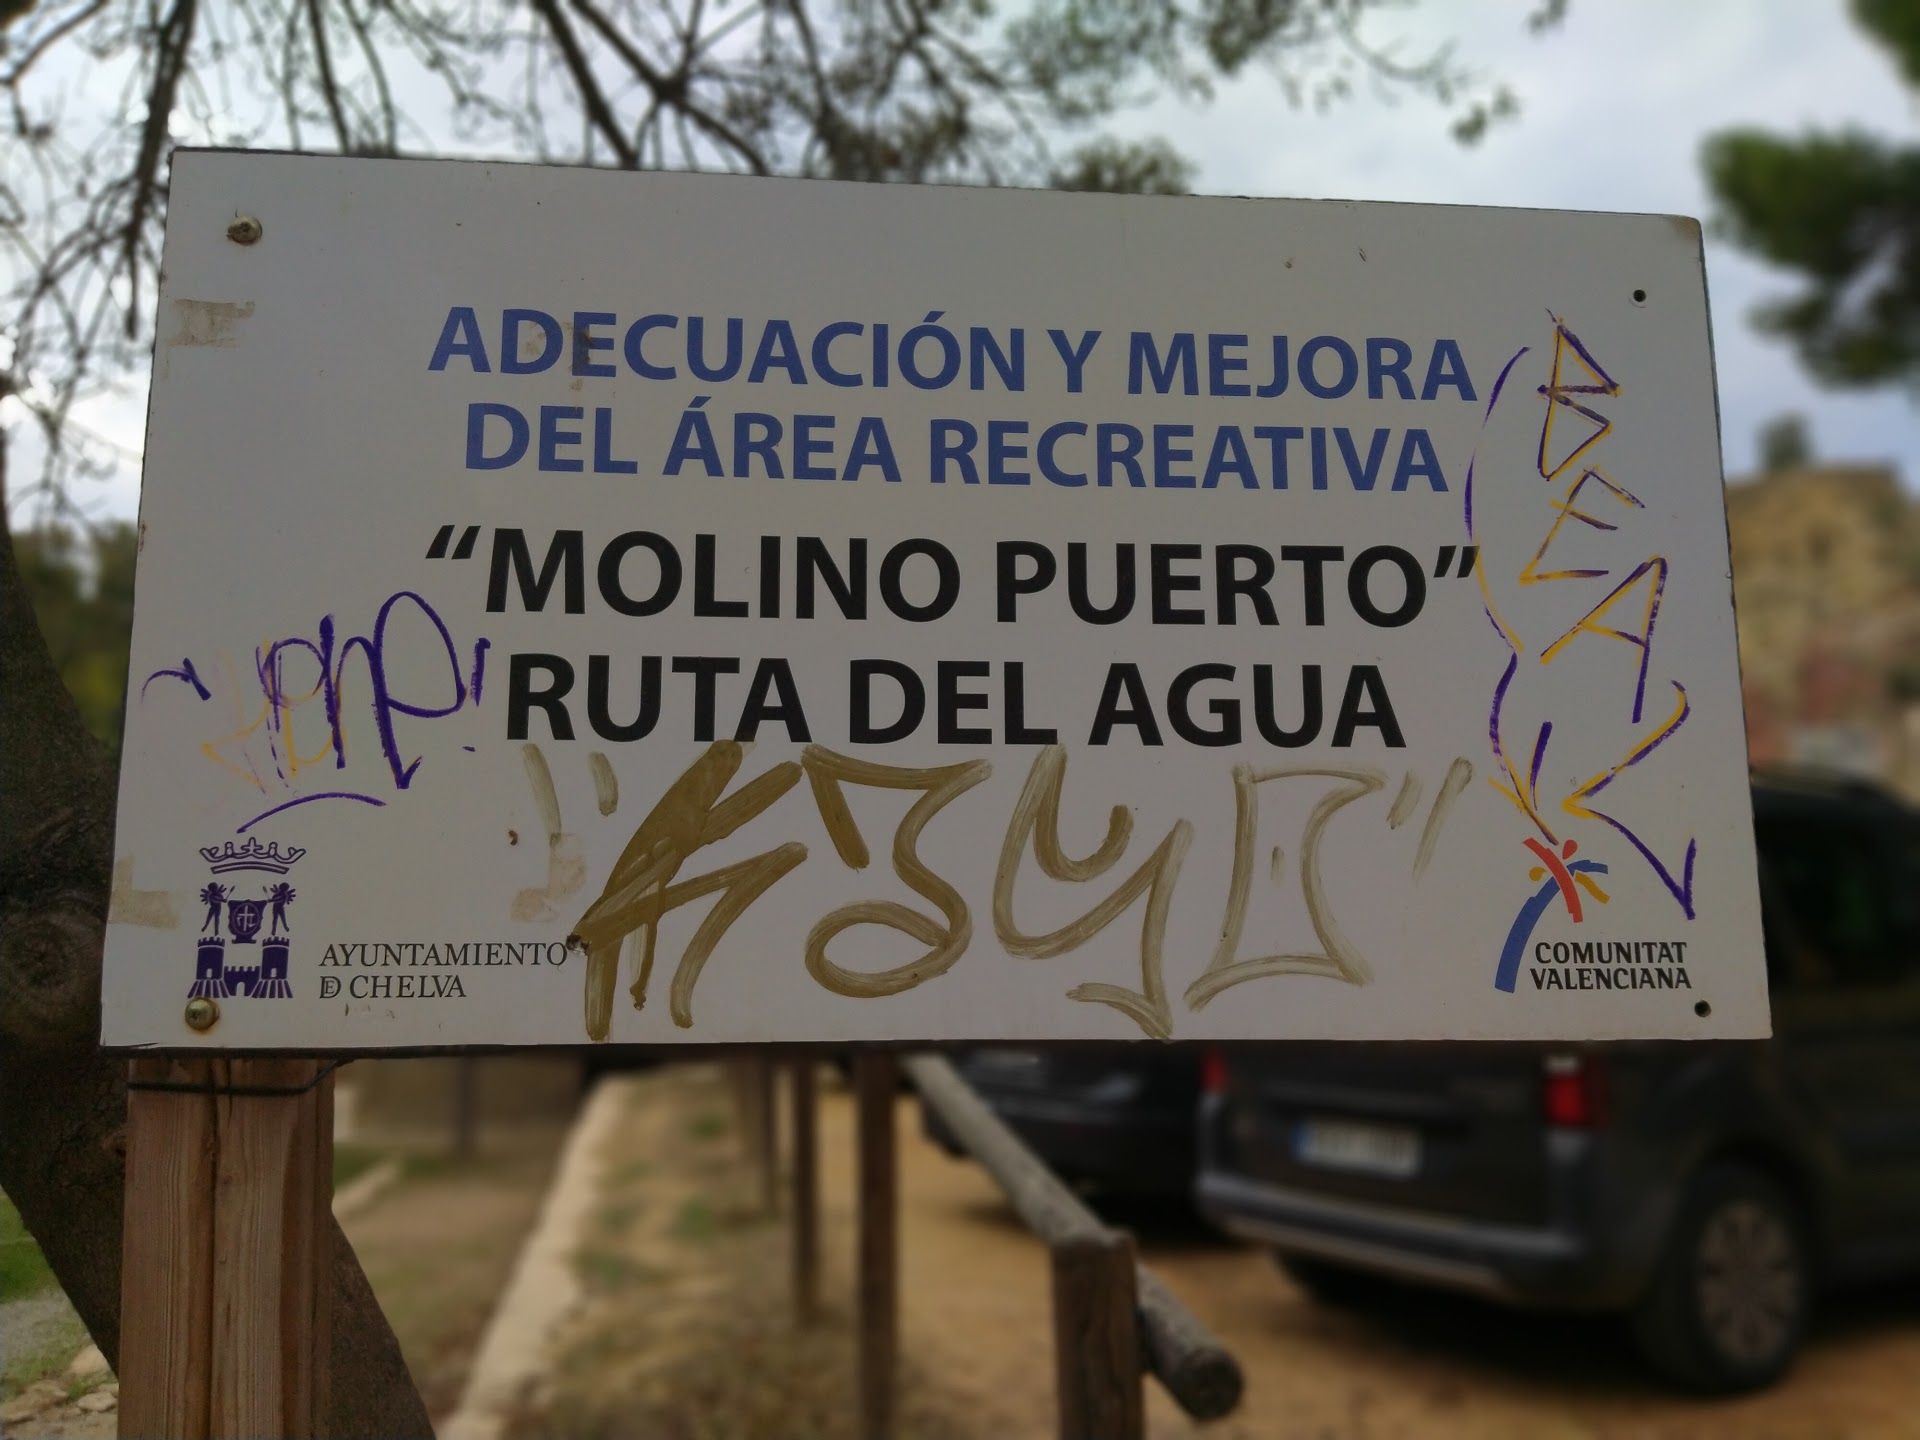 ADECUACIÓN Y MEJORA
DEL ÁREA RECREATIVA
“MOLINO PUERTO”
RUTA DEL AGUA
AYUNTAMIENTO
DE CHELVA
COMUNITAT
VALENCIANA